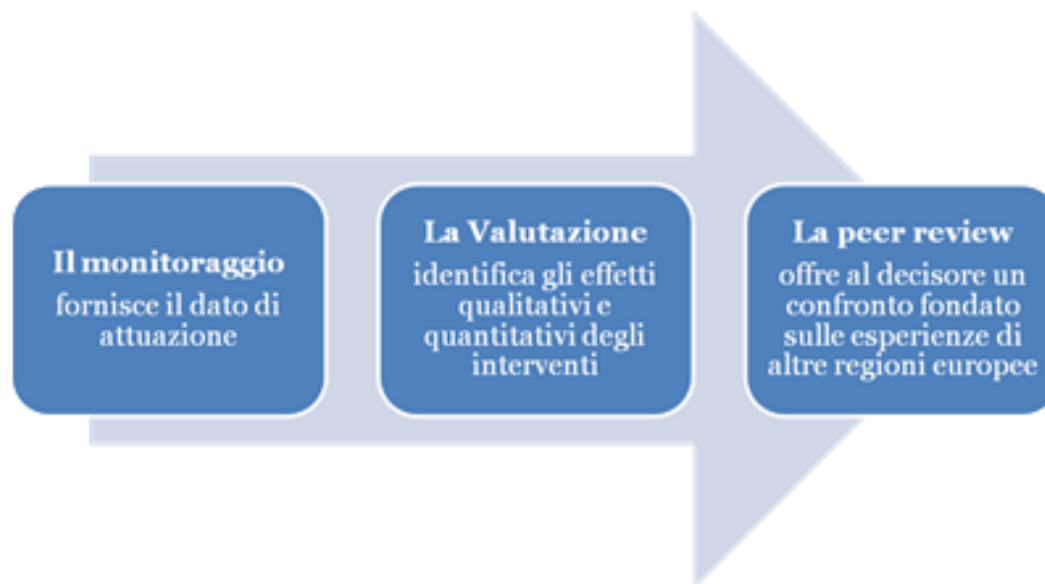 Il monitoraggio
fornisce il dato di
attuazione
La Valutazione
identifica gli effetti
qualitativi e
quantitativi degli
interventi
La peer review
offre al decisore un
confronto fondato
sulle esperienze di
altre regioni europee